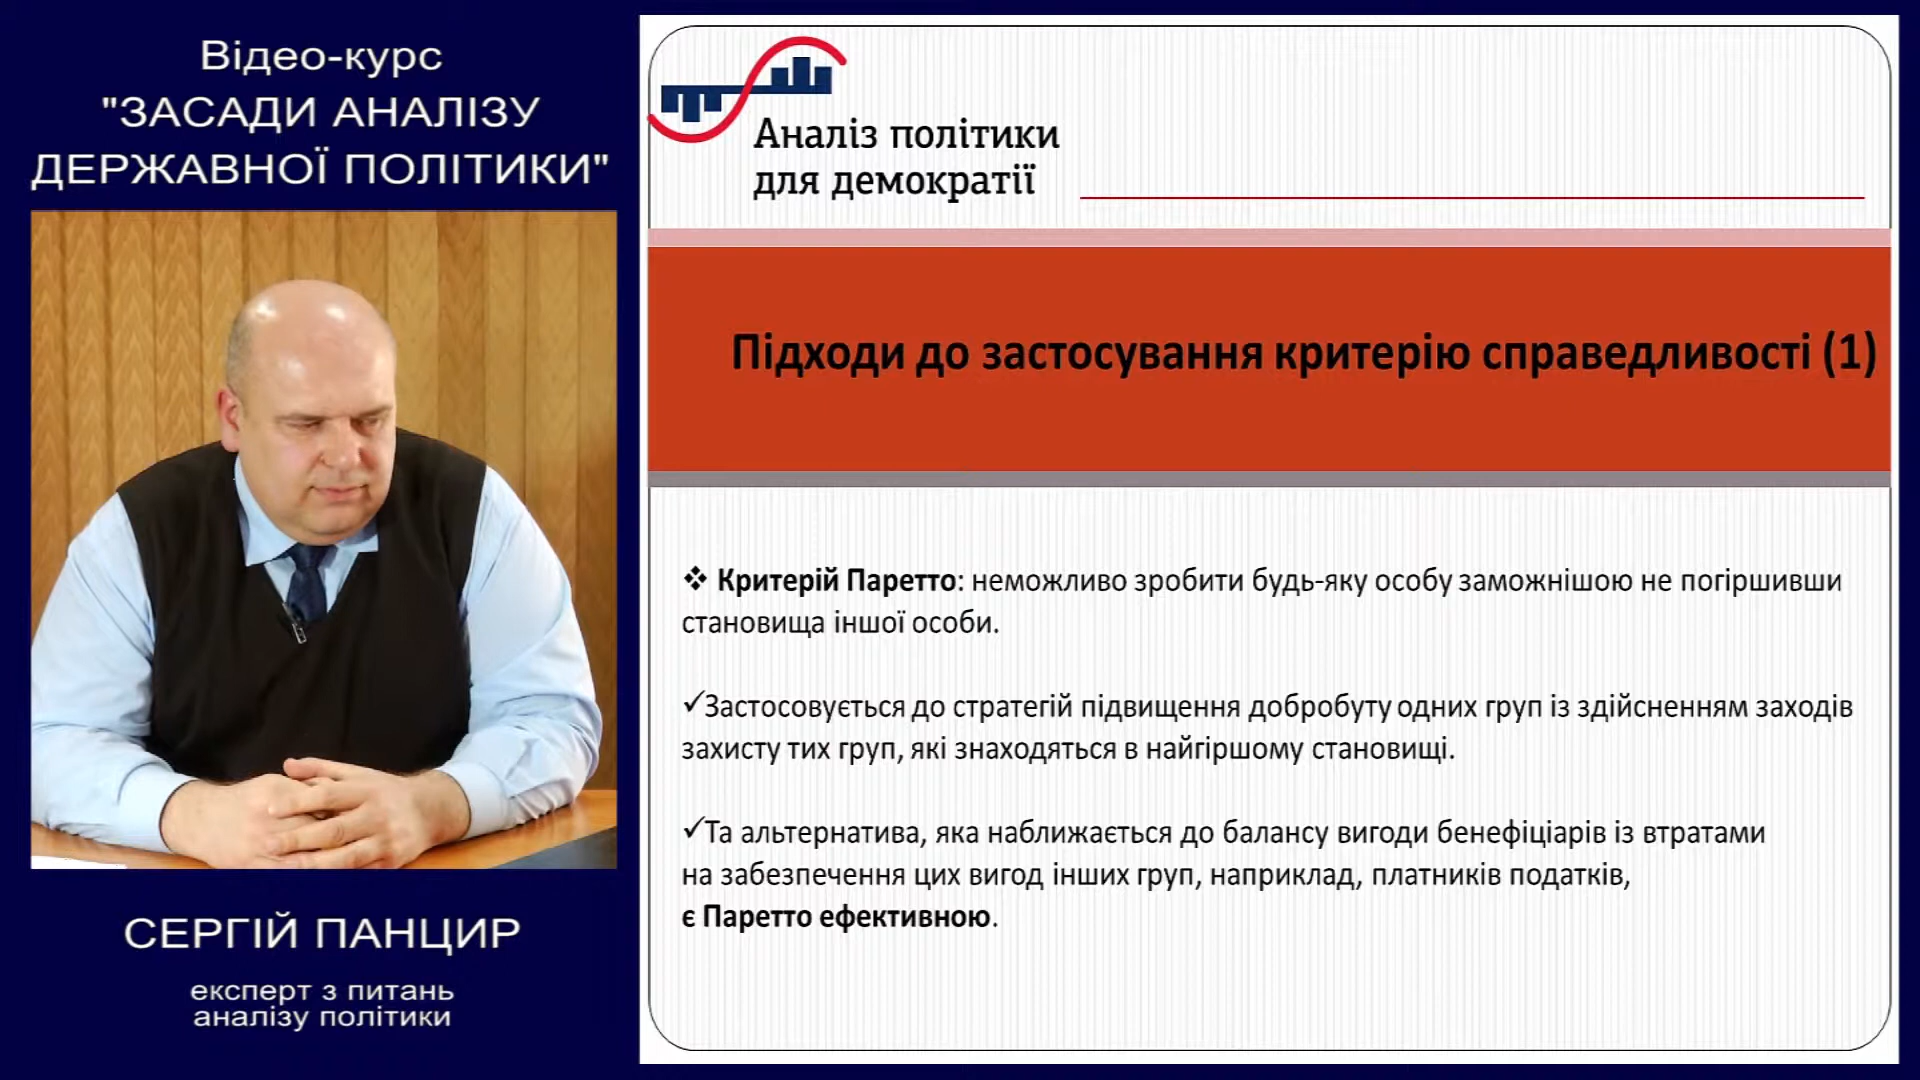 Відео-курс
"ЗАСАДИ АНАЛІЗУ
ДЕРЖАВНОЇ ПОЛІТИКИ"
СЕРГІЙ ПАНЦИР
експерт з питань
аналізу політики
Аналіз політики
для демократії
Підходи до застосування критерію справедливості (1)
❖ Критерій Паретто: неможливо зробити будь-яку особу заможнішою не погіршивши
становища іншої особи.
✓Застосовується до стратегій підвищення добробуту одних груп із здійсненням заходів
захисту тих груп, які знаходяться в найгіршому становищі.
✓Та альтернатива, яка наближається до балансу вигоди бенефіціарів із втратами
на забезпечення цих вигод інших груп, наприклад, платників податків,
є Паретто ефективною.